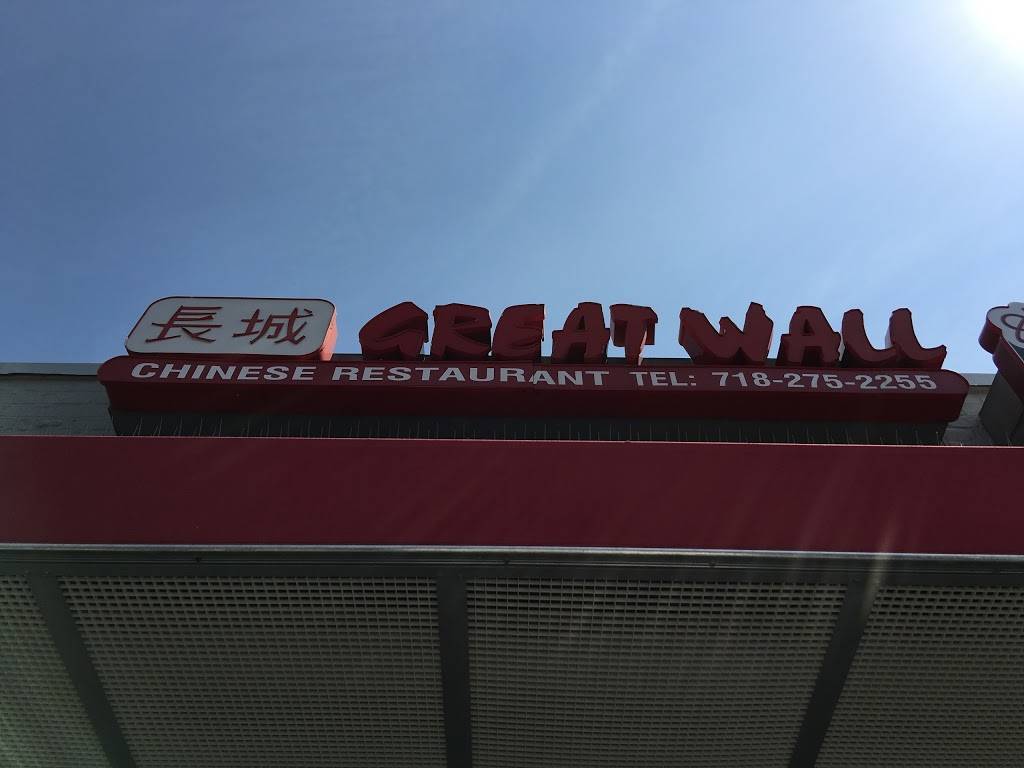 長城 GREAT WALL
CHINESE RESTAURANT TEL: 718-275-2255